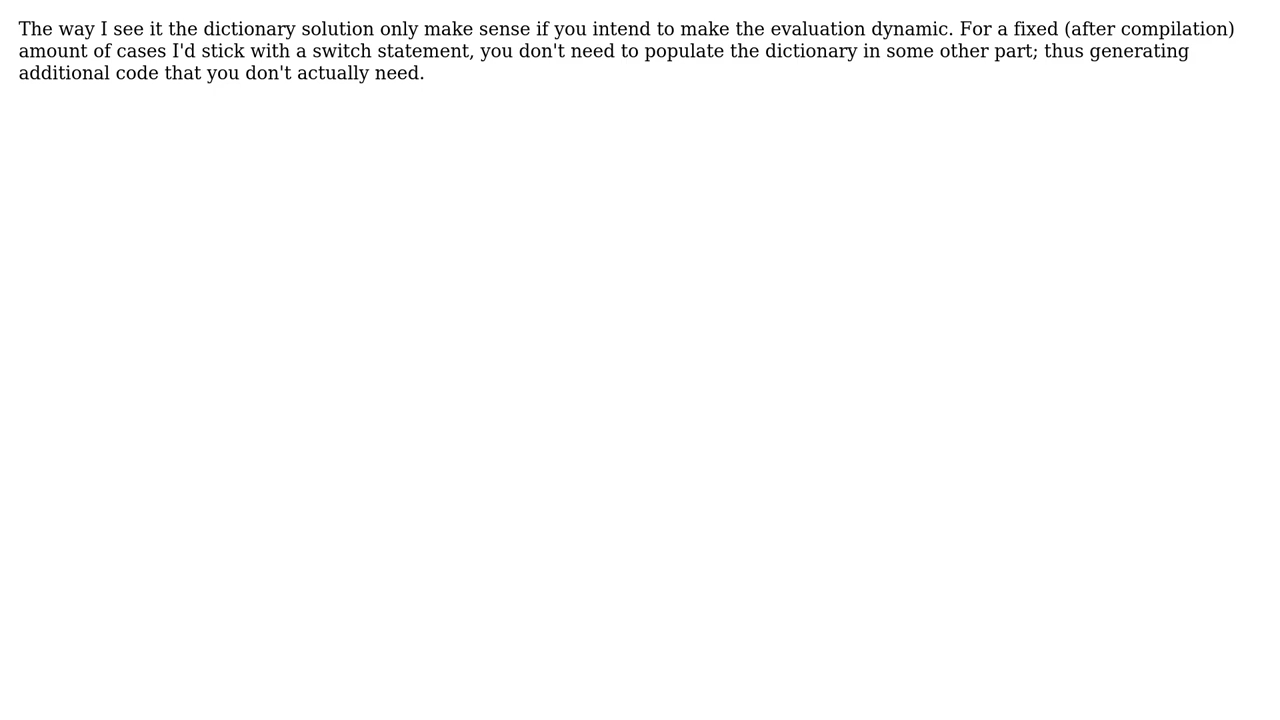 The way I see it the dictionary solution only make sense if you intend to make the evaluation dynamic. For a fixed (after compilation)
amount of cases I'd stick with a switch statement, you don't need to populate the dictionary in some other part; thus generating
additional code that you don't actually need.